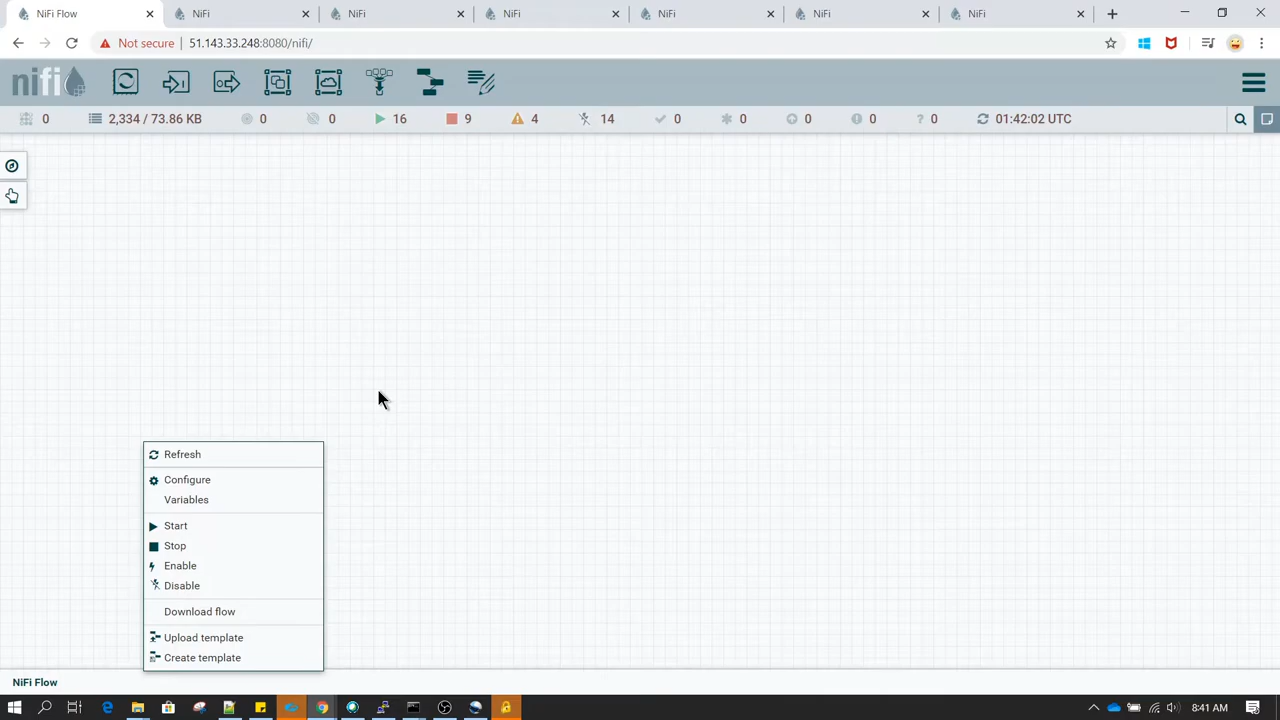 NiFi Flow
NiFi
NiFi
NiFi
NiFi
NiFi
NiFi
Not secure
51.143.33.248:8080/nifi/
nifi
0
2,334 / 73.86 KB
0
0
16
9
4
14
0
0
0
0
? 0
01:42:02 UTC
Refresh
Configure
Variables
Start
Stop
Enable
Disable
Download flow
Upload template
Create template
NiFi Flow
8:41 AM